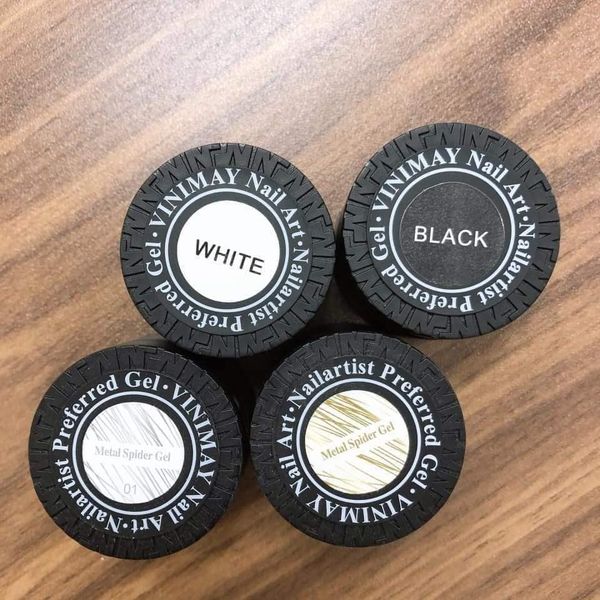 VINIMAY Nail Art·Nailartist Preferred Gel·
WHITE
VINIMAY Nail Art·Nailartist Preferred Gel·
BLACK
VINIMAY Nail Art·Nailartist Preferred Gel·
Metal Spider Gel
01
VINIMAY Nail Art·Nailartist Preferred Gel·
Metal Spider Gel